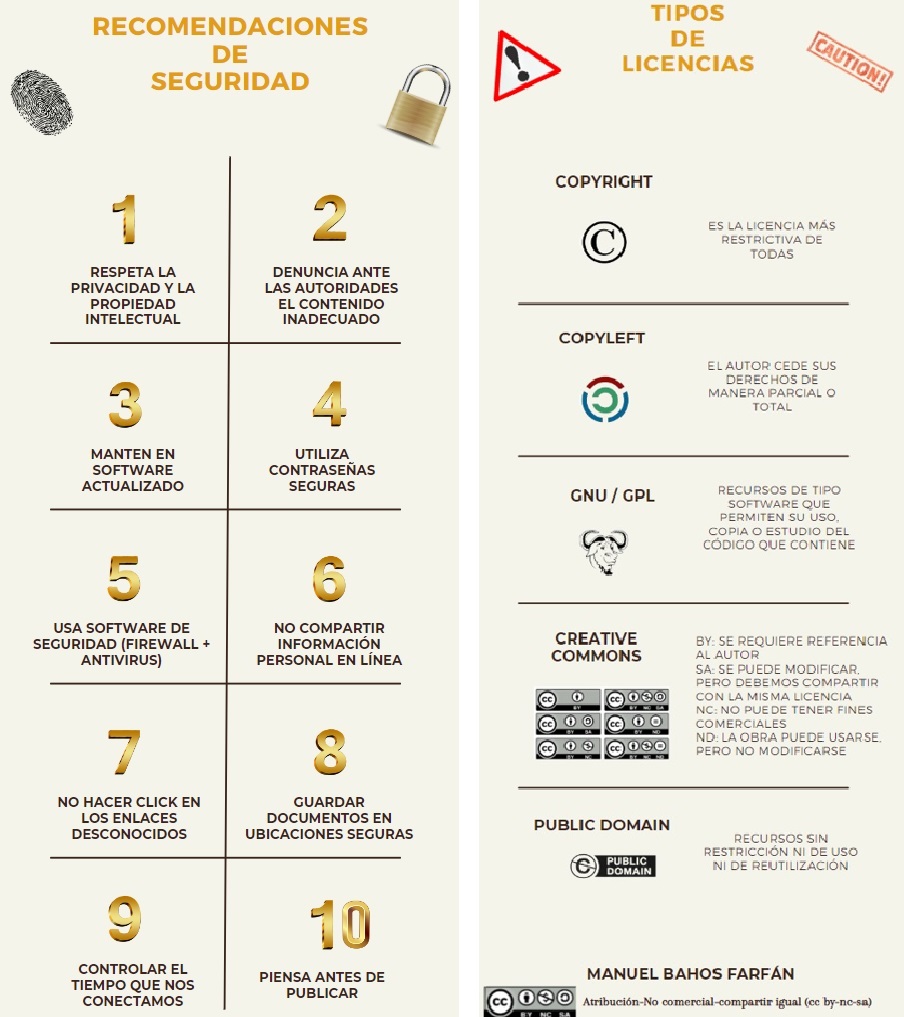 RECOMENDACIONES
DE
SEGURIDAD
1
RESPETA LA
PRIVACIDAD Y LA
PROPIEDAD
INTELECTUAL
2
DENUNCIA ANTE
LAS AUTORIDADES
EL CONTENIDO
INADECUADO
3
MANTEN EN
SOFTWARE
ACTUALIZADO
4
UTILIZA
CONTRASEÑAS
SEGURAS
5
USA SOFTWARE DE
SEGURIDAD (FIREWALL +
ANTIVIRUS)
6
NO COMPARTIR
INFORMACIÓN
PERSONAL EN LÍNEA
7
NO HACER CLICK EN
LOS ENLACES
DESCONOCIDOS
8
GUARDAR
DOCUMENTOS EN
UBICACIONES SEGURAS
9
CONTROLAR EL
TIEMPO QUE NOS
CONECTAMOS
10
PIENSA ANTES DE
PUBLICAR
TIPOS
DE
LICENCIAS
!
CAUTION!
COPYRIGHT
C
ES LA LICENCIA MÁS
RESTRICTIVA DE
TODAS
COPYLEFT
EL AUTOR CEDE SUS
DERECHOS DE
MANERA PARCIAL O
TOTAL
GNU / GPL
RECURSOS DE TIPO
SOFTWARE QUE
PERMITEN SU USO,
COPIA O ESTUDIO DEL
CÓDIGO QUE CONTIENE
CREATIVE
COMMONS
cc BY
cc BY NC SA
cc BY SA
cc BY ND
cc BY NC
cc BY NC ND
BY: SE REQUIERE REFERENCIA
AL AUTOR
SA: SE PUEDE MODIFICAR,
PERO DEBEMOS COMPARTIR
CON LA MISMA LICENCIA
NC: NO PUEDE TENER FINES
COMERCIALES
ND: LA OBRA PUEDE USARSE,
PERO NO MODIFICARSE
PUBLIC DOMAIN
PUBLIC
DOMAIN
RECURSOS SIN
RESTRICCIÓN NI DE USO
NI DE REUTILIZACIÓN
MANUEL BAHOS FARFÁN
cc BY NC SA
Atribución-No comercial-compartir igual (cc by-nc-sa)